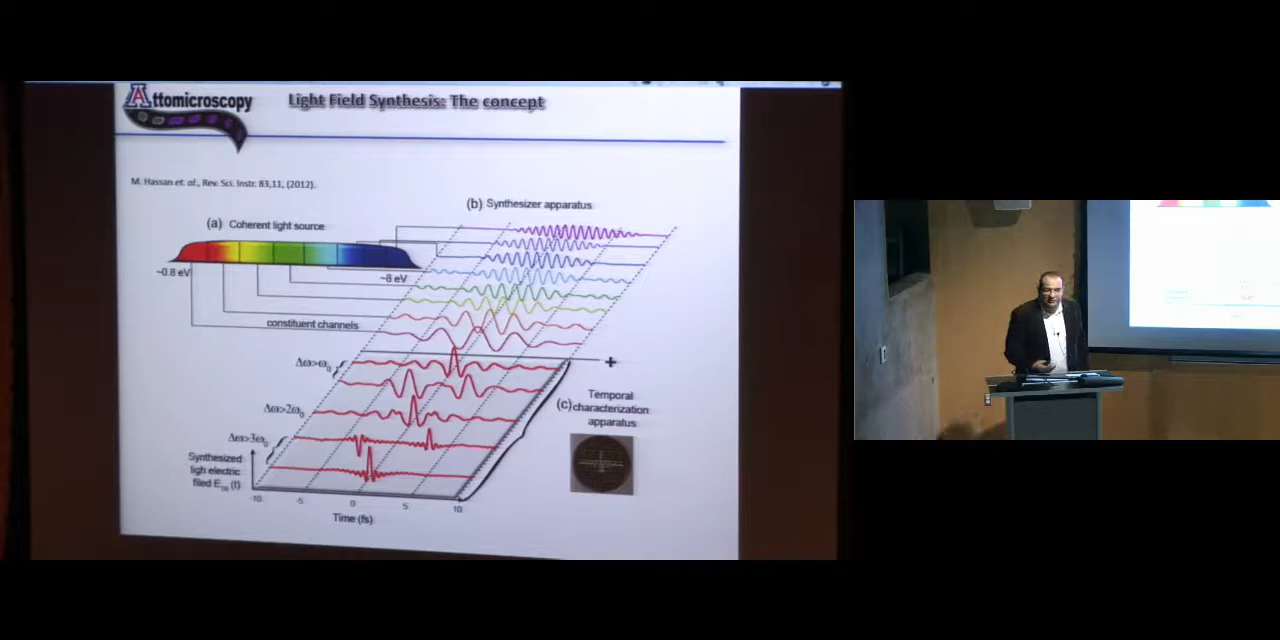 Attomicroscopy
Light Field Synthesis: The concept
M. Hassan et. al., Rev. Sci. Instr. 83,11, (2012).
(b) Synthesizer apparatus
(a) Coherent light source
~0.8 eV
~8 eV
constituent channels
+
Δω>ω0
Δω>2ω0
Δω>3ω0
Temporal
(c) characterization
apparatus
Synthesized
ligh electric
filed E (t)
-10
-5
0
5
10
Time (fs)